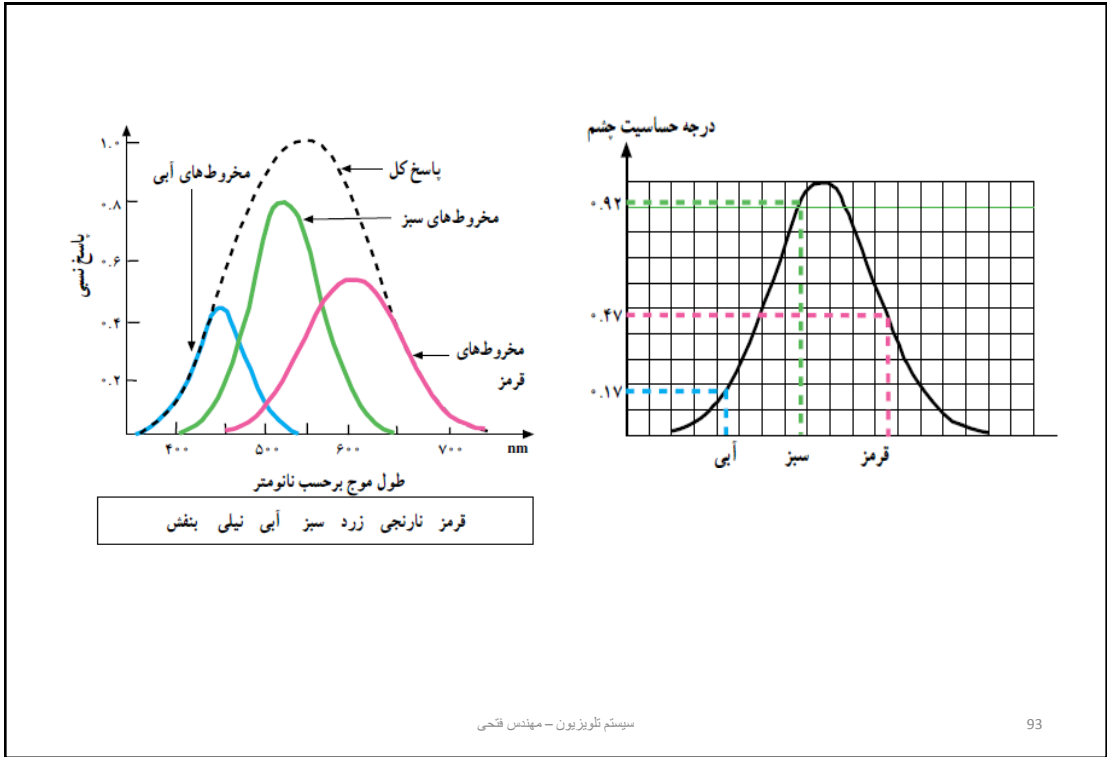 درجه حساسیت چشم
۰.۹۲
۰.۴۷
۰.۱۷
آبی سبز قرمز
پاسخ نسبی
۱.۰
۰.۸
۰.۶
۰.۴
۰.۲
مخروط‌های آبی
پاسخ کل
مخروط‌های سبز
مخروط‌های
قرمز
۴۰۰ ۵۰۰ ۶۰۰ ۷۰۰ nm
طول موج برحسب نانومتر
قرمز نارنجی زرد سبز آبی نیلی بنفش
سیستم تلویزیون – مهندس فتحی
93